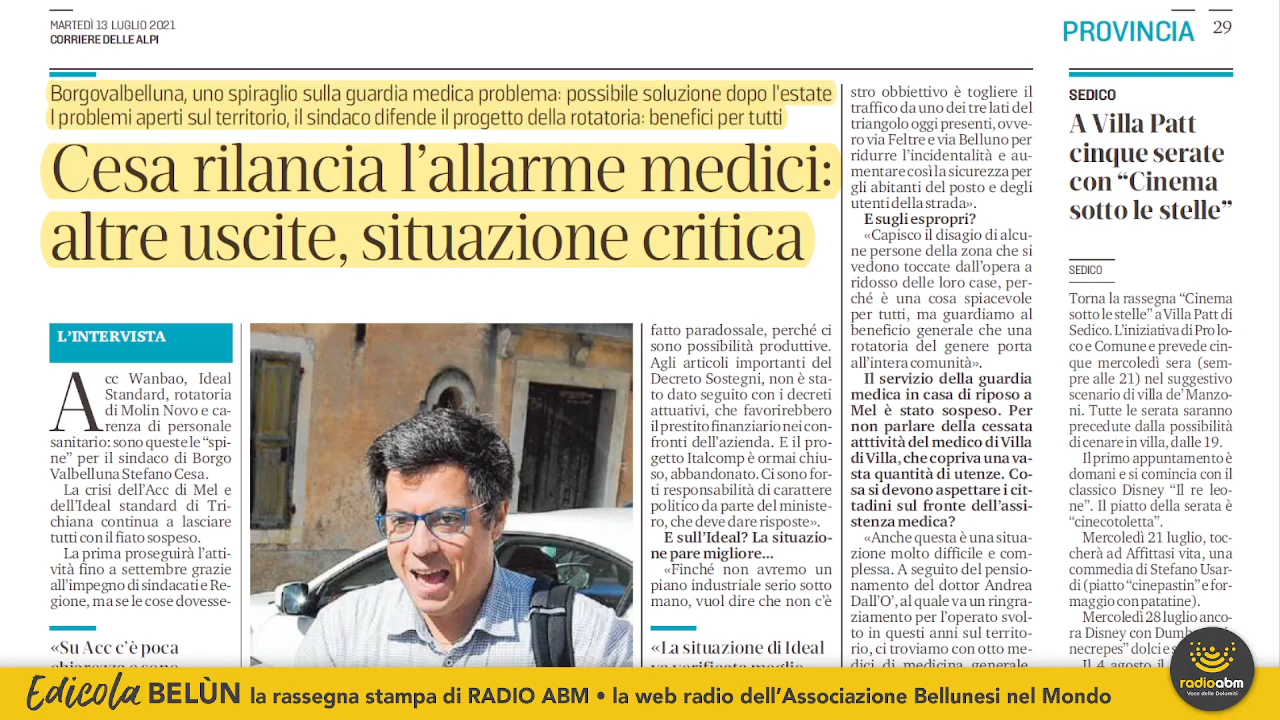 MARTEDÌ 13 LUGLIO 2021
CORRIERE DELLE ALPI
PROVINCIA
29
Borgovalbelluna, uno spiraglio sulla guardia medica problema: possibile soluzione dopo l'estate
I problemi aperti sul territorio, il sindaco difende il progetto della rotatoria: benefici per tutti
Cesa rilancia l'allarme medici:
altre uscite, situazione critica
L'INTERVISTA
Acc Wanbao, Ideal
Standard, rotatoria
di Molin Novo e ca-
renza di personale
sanitario: sono queste le “spi-
ne” per il sindaco di Borgo
Valbelluna Stefano Cesa.
La crisi dell'Acc di Mel e
dell'Ideal standard di Tri-
chiana continua a lasciare
tutti con il fiato sospeso.
La prima proseguirà l'atti-
vità fino a settembre grazie
all'impegno di sindacati e Re-
gione, ma se le cose dovesse-
«Su Acc c'è poca
fatto paradossale, perché ci
sono possibilità produttive.
Agli articoli importanti del
Decreto Sostegni, non è sta-
to dato seguito con i decreti
attuativi, che favorirebbero
il prestito finanziario nei con-
fronti dell'azienda. E il pro-
getto Italcomp è ormai chiu-
so, abbandonato. Ci sono for-
ti responsabilità di carattere
politico da parte del ministe-
ro, che deve dare risposte».
E sull'Ideal? La situazio-
ne pare migliore...
«Finché non avremo un
piano industriale serio sotto
mano, vuol dire che non c'è
«La situazione di Ideal
stro obbiettivo è togliere il
traffico da uno dei tre lati del
triangolo oggi presenti, ovve-
ro via Feltre e via Belluno per
ridurre l'incidentalità e au-
mentare così la sicurezza per
gli abitanti del posto e degli
utenti della strada».
E sugli espropri?
«Capisco il disagio di alcu-
ne persone della zona che si
vedono toccate dall'opera a
ridosso delle loro case, per-
ché è una cosa spiacevole
per tutti, ma guardiamo al
beneficio generale che una
rotatoria del genere porta
all'intera comunità».
Il servizio della guardia
medica in casa di riposo a
Mel è stato sospeso. Per
non parlare della cessata
atttività del medico di Villa
di Villa, che copriva una va-
sta quantità di utenze. Co-
sa si devono aspettare i cit-
tadini sul fronte dell'assi-
stenza medica?
«Anche questa è una situa-
zione molto difficile e com-
plessa. A seguito del pensio-
namento del dottor Andrea
Dall'O', al quale va un ringra-
ziamento per l'operato svol-
to in questi anni sul territo-
rio, ci troviamo con otto me-
dici di medicina generale,
SEDICO
A Villa Patt
cinque serate
con “Cinema
sotto le stelle”
SEDICO
Torna la rassegna “Cinema
sotto le stelle” a Villa Patt di
Sedico. L'iniziativa di Pro lo-
co e Comune e prevede cin-
que mercoledì sera (sem-
pre alle 21) nel suggestivo
scenario di villa de' Manzo-
ni. Tutte le serata saranno
precedute dalla possibilità
di cenare in villa, dalle 19.
Il primo appuntamento è
domani e si comincia con il
classico Disney “Il re leo-
ne”. Il piatto della serata è
“cinecotoletta”.
Mercoledì 21 luglio, toc-
cherà ad Affittasi vita, una
commedia di Stefano Usar-
di (piatto “cinepastin” e for-
maggio con patatine).
Mercoledì 28 luglio anco-
ra Disney con Dumb
necrepes” dolci e s
Il 4 agosto il
Edicola BELÙN la rassegna stampa di RADIO ABM • la web radio dell'Associazione Bellunesi nel Mondo
radioabm
Voce delle Dolomiti